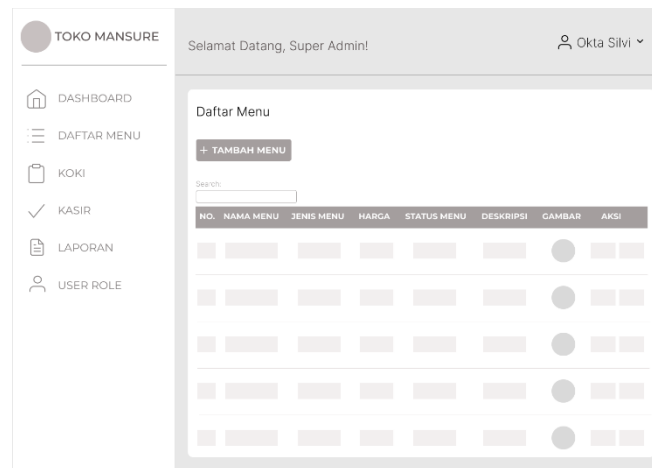 TOKO MANSURE
Selamat Datang, Super Admin!
Okta Silvi
DASHBOARD
DAFTAR MENU
KOKI
KASIR
LAPORAN
USER ROLE
Daftar Menu
+ TAMBAH MENU
Search:
NO. NAMA MENU JENIS MENU HARGA STATUS MENU DESKRIPSI GAMBAR AKSI